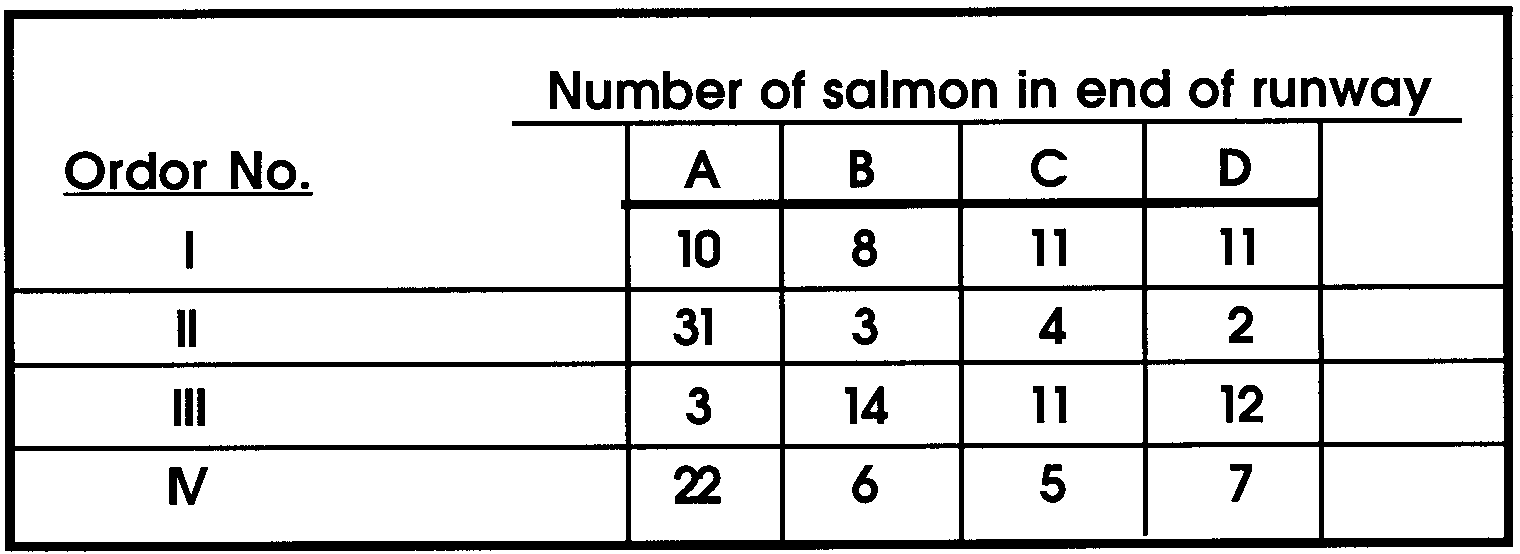 Number of salmon in end of runway
Ordor No. A B C D
I 10 8 11 11
II 31 3 4 2
III 3 14 11 12
IV 22 6 5 7